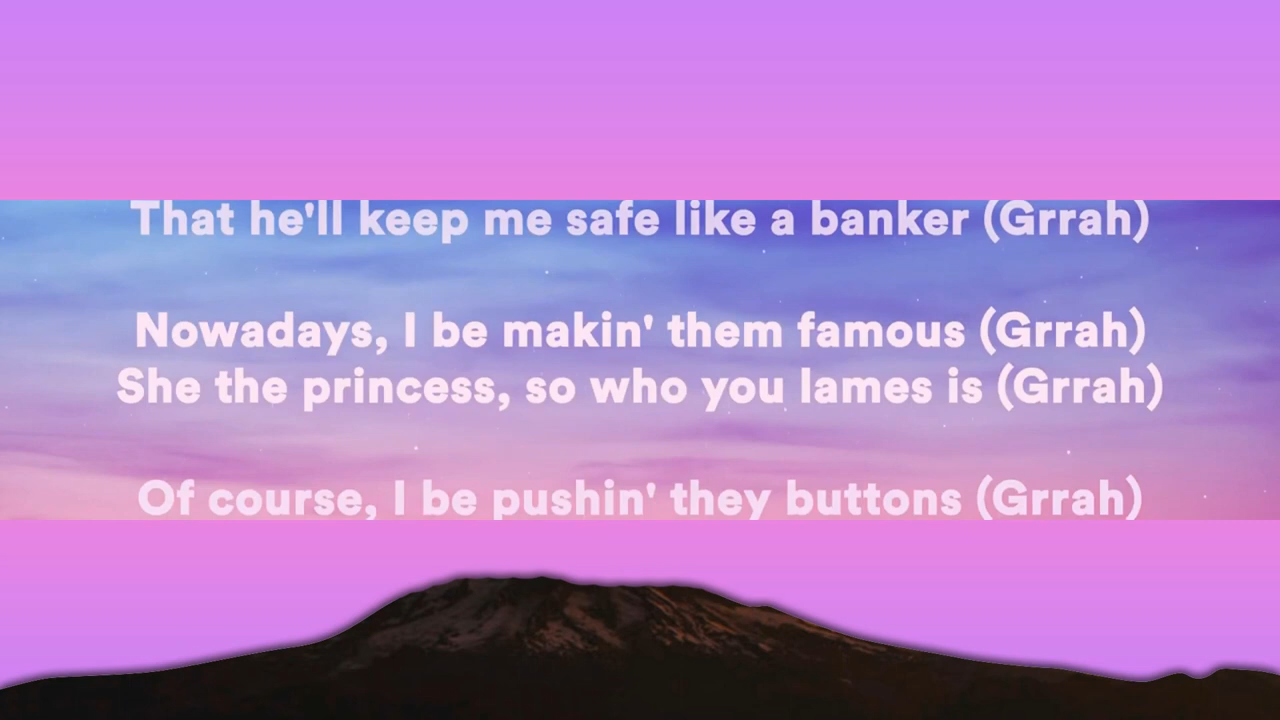 That he'll keep me safe like a banker (Grrah)
Nowadays, I be makin' them famous (Grrah)
She the princess, so who you lames is (Grrah)
Of course, I be pushin' they buttons (Grrah)